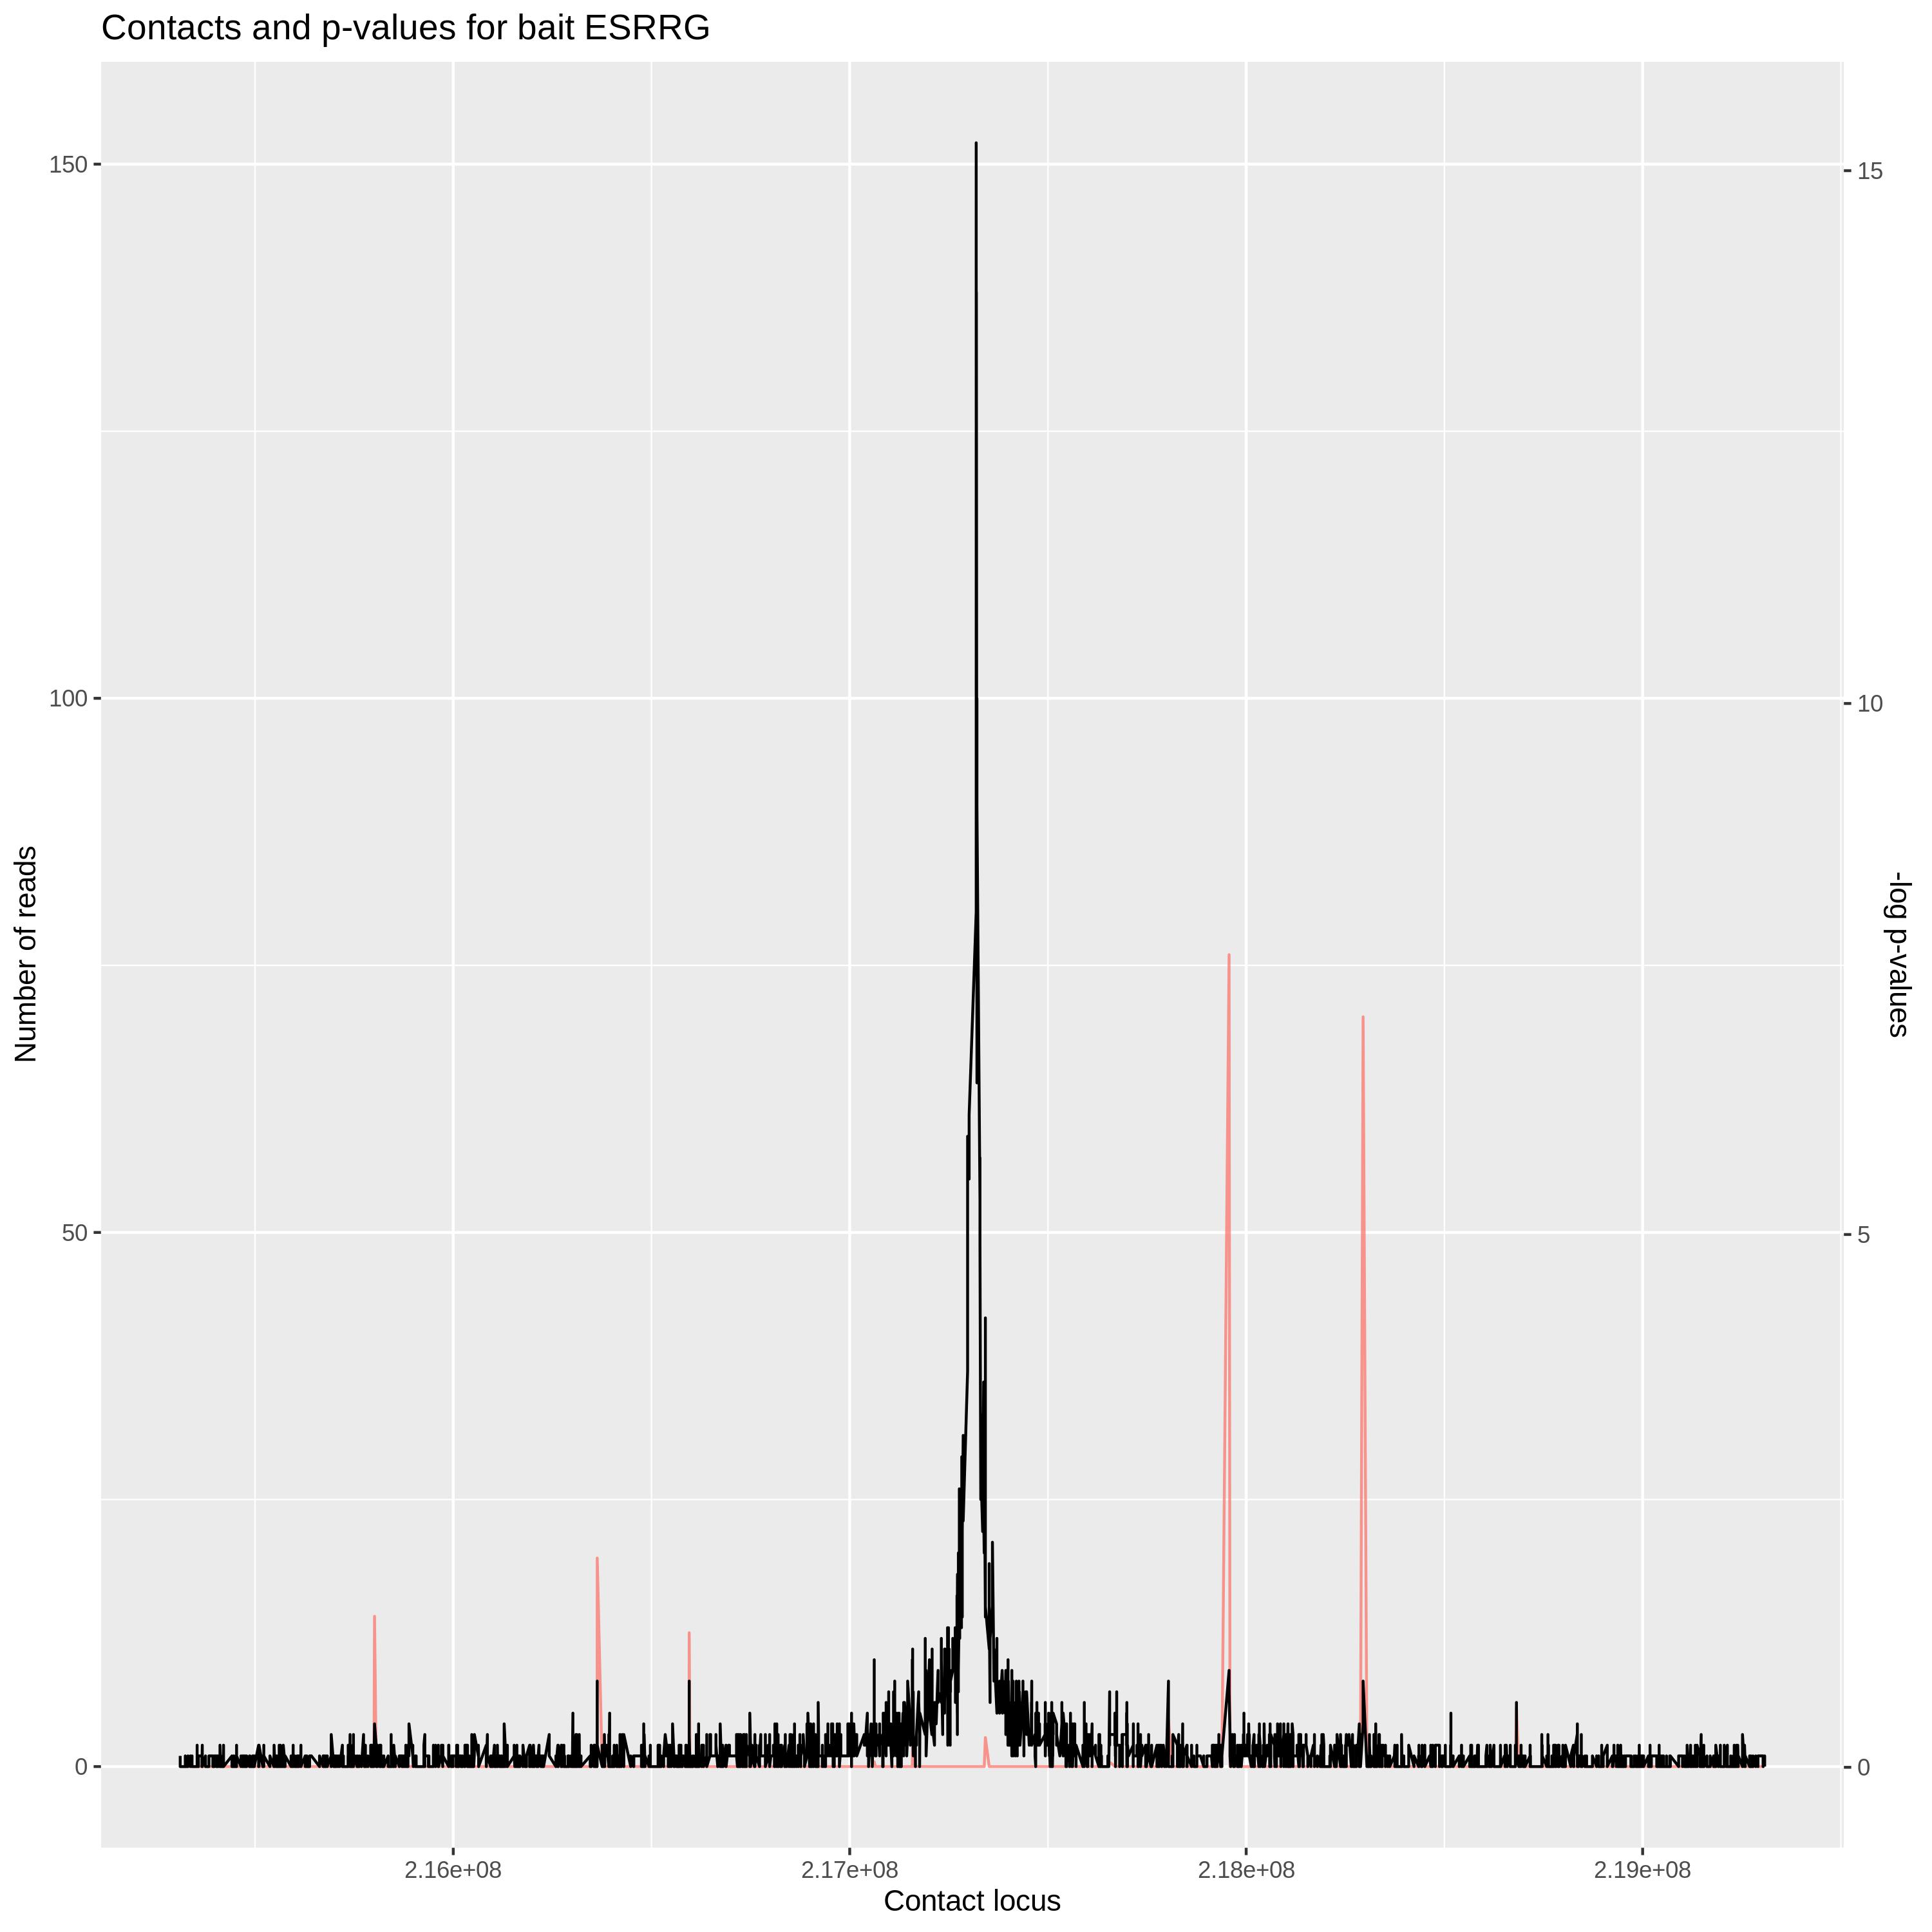 Contacts and p-values for bait ESRRG
150
100
50
0
Number of reads
15
10
5
0
-log p-values
2.16e+08 2.17e+08 2.18e+08 2.19e+08
Contact locus